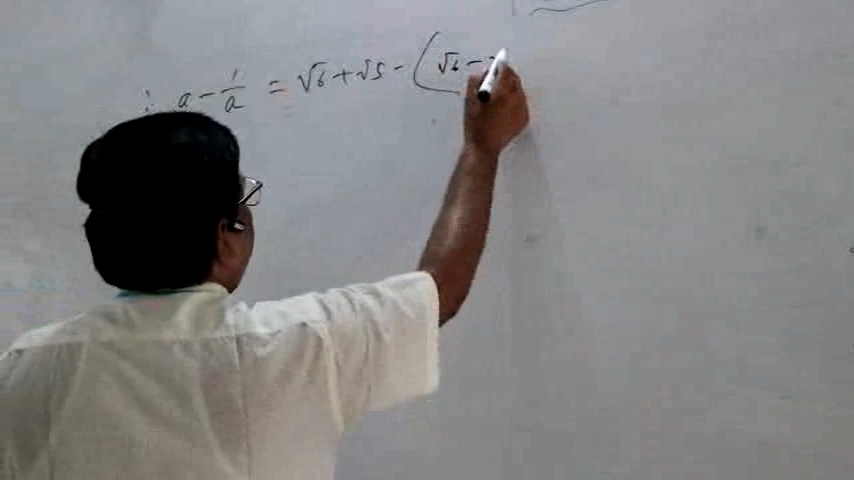 ∴ a - 1/a = √6 + √5 - (√6 -